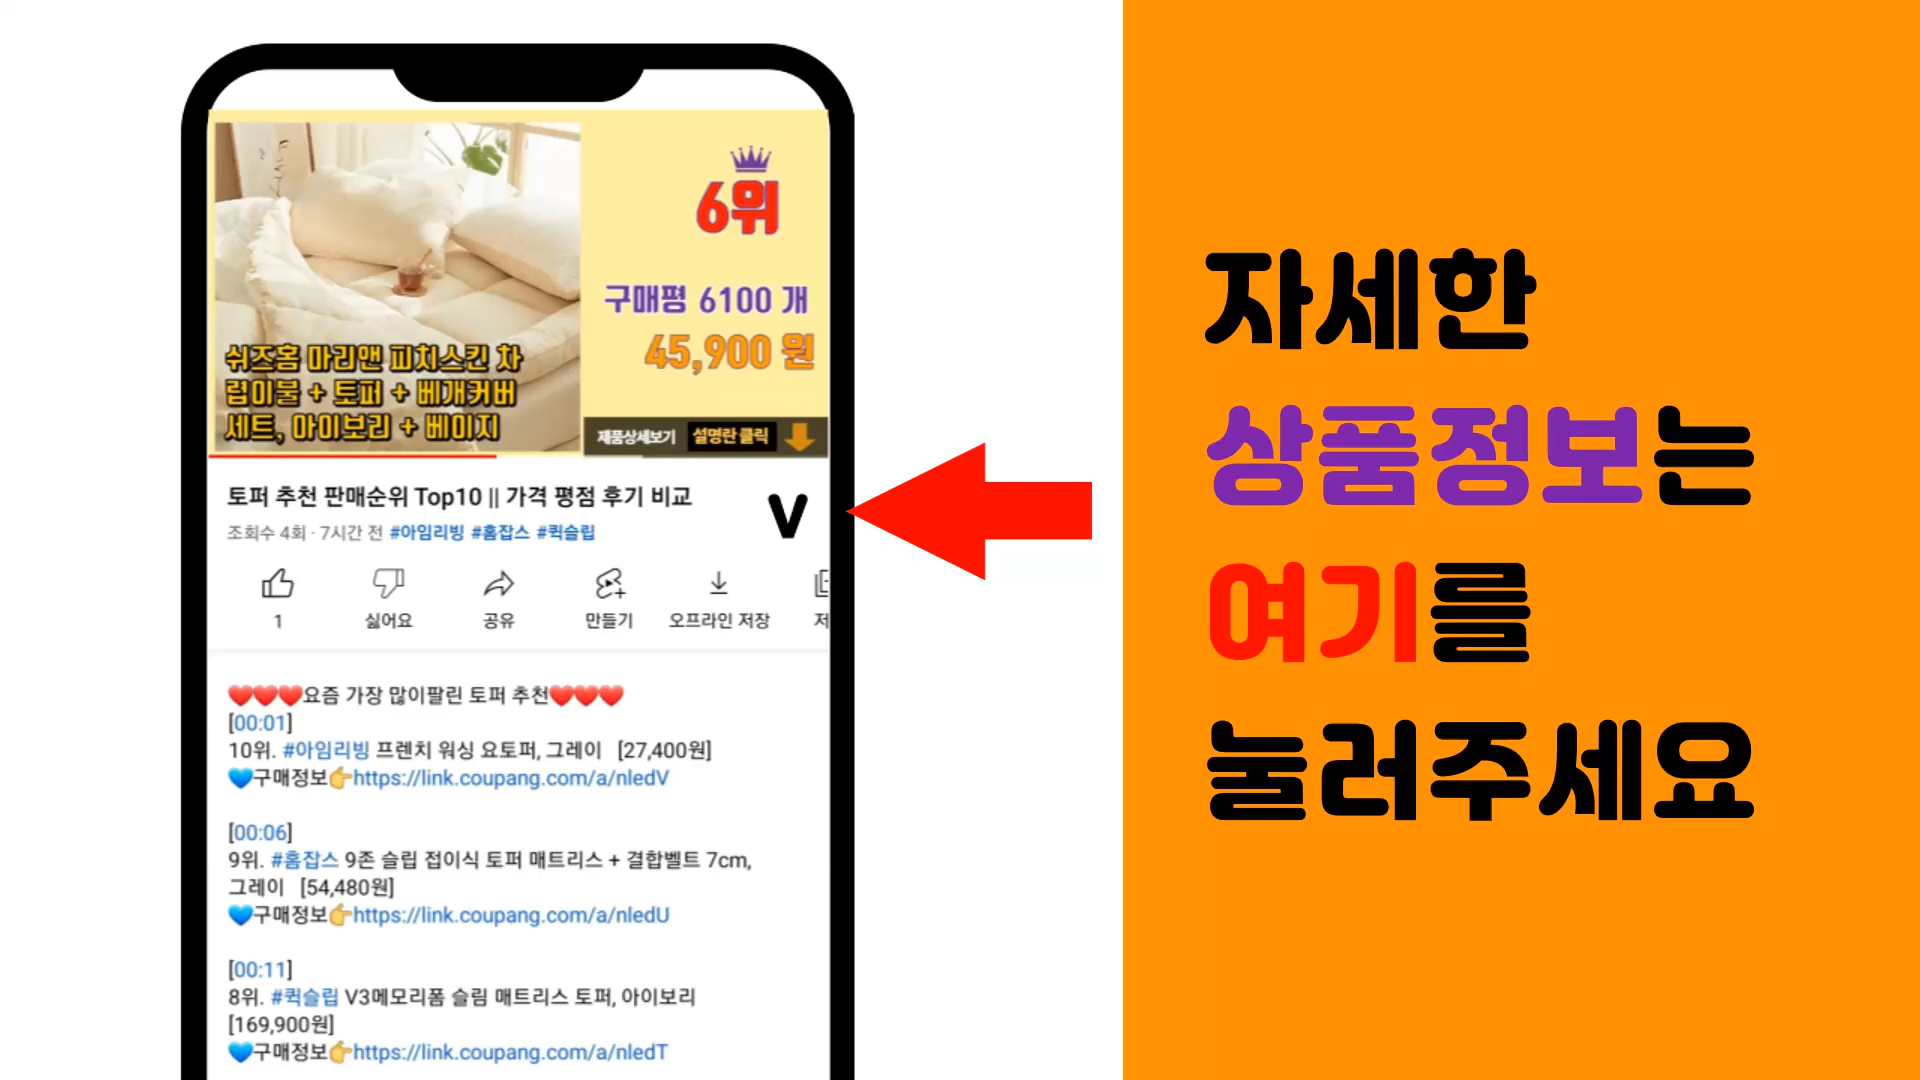 6위
구매평 6100 개
45,900 원
쉬즈홈 마리앤 피치스킨 차
렵이불 + 토퍼 + 베개커버
세트, 아이보리 + 베이지
제품상세보기 설명란 클릭
토퍼 추천 판매순위 Top10 || 가격 평점 후기 비교
V
조회수 4회 · 7시간 전 #아임리빙 #홈잡스 #퀵슬립
1 싫어요 공유 만들기 오프라인 저장 저
❤️❤️❤️요즘 가장 많이팔린 토퍼 추천❤️❤️❤️
[00:01]
10위. #아임리빙 프렌치 워싱 요토퍼, 그레이 [27,400원]
💙구매정보👉https://link.coupang.com/a/nledV
[00:06]
9위. #홈잡스 9존 슬립 접이식 토퍼 매트리스 + 결합벨트 7cm,
그레이 [54,480원]
💙구매정보👉https://link.coupang.com/a/nledU
[00:11]
8위. #퀵슬립 V3메모리폼 슬림 매트리스 토퍼, 아이보리
[169,900원]
💙구매정보👉https://link.coupang.com/a/nledT
자세한
상품정보는
여기를
눌러주세요